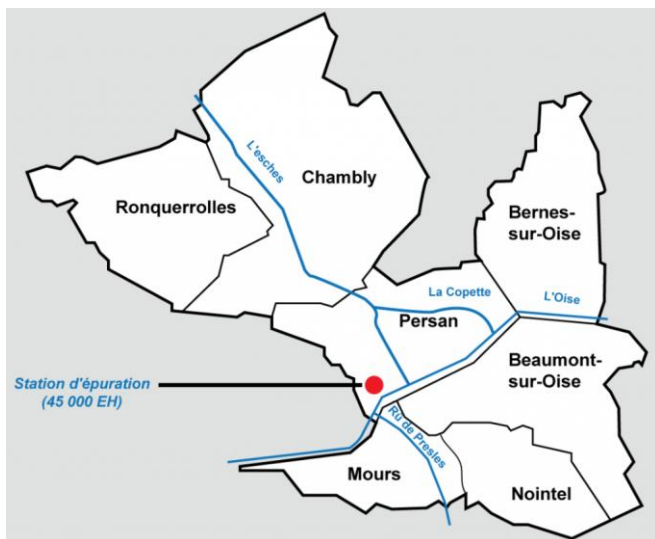 L'esches
Chambly
Ronquerrolles
Bernes-
sur-Oise
La Copette
L'Oise
Persan
Beaumont-
sur-Oise
Station d'épuration
(45 000 EH)
Rû de Presles
Mours
Nointel